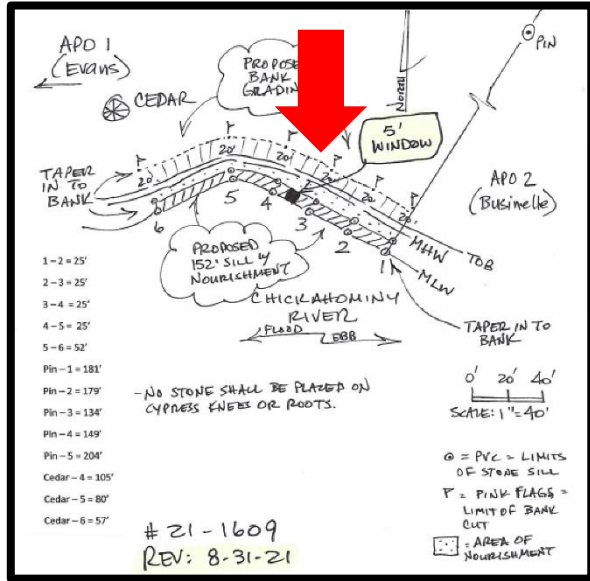 APO 1
(Evans)
CEDAR
PROPOSE
BANK
GRADIN
NORTH
PIN
5'
WINDOW
APO 2
(Businelle)
TAPER
IN TO
BANK
20'
20'
20'
20'
20'
6
5
4
3
2
1
MHW
TOB
MLW
PROPOSED
152' SILL W/
NOURISHMENT
CHICKAHOMINY
RIVER
FLOOD
EBB
TAPER IN TO
BANK
1–2 = 25'
2–3 = 25'
3–4 = 25'
4–5 = 25'
5–6 = 52'
Pin – 1 = 181'
Pin – 2 = 179'
Pin – 3 = 134'
Pin – 4 = 149'
Pin – 5 = 204'
Cedar – 4 = 105'
Cedar – 5 = 80'
Cedar – 6 = 57'
- NO STONE SHALL BE PLACED ON
CYPRESS KNEES OR ROOTS.
0' 20' 40'
SCALE: 1" = 40'
= PVC = LIMITS
OF STONE SILL
= PINK FLAGS =
LIMIT OF BANK
CUT
= AREA OF
NOURISHMENT
# 21-1609
REV: 8-31-21